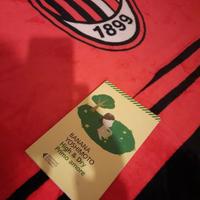 1899
BANANA
YOSHIMOTO
High & Dry
Primo amore